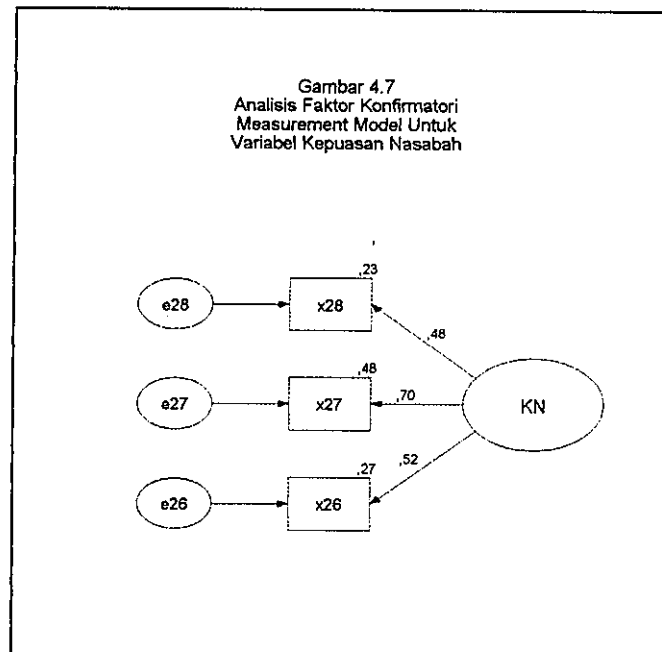 Gambar 4.7
Analisis Faktor Konfirmatori
Measurement Model Untuk
Variabel Kepuasan Nasabah
,23
e28
x28
,48
,48
e27
x27
,70
KN
,27
,52
e26
x26